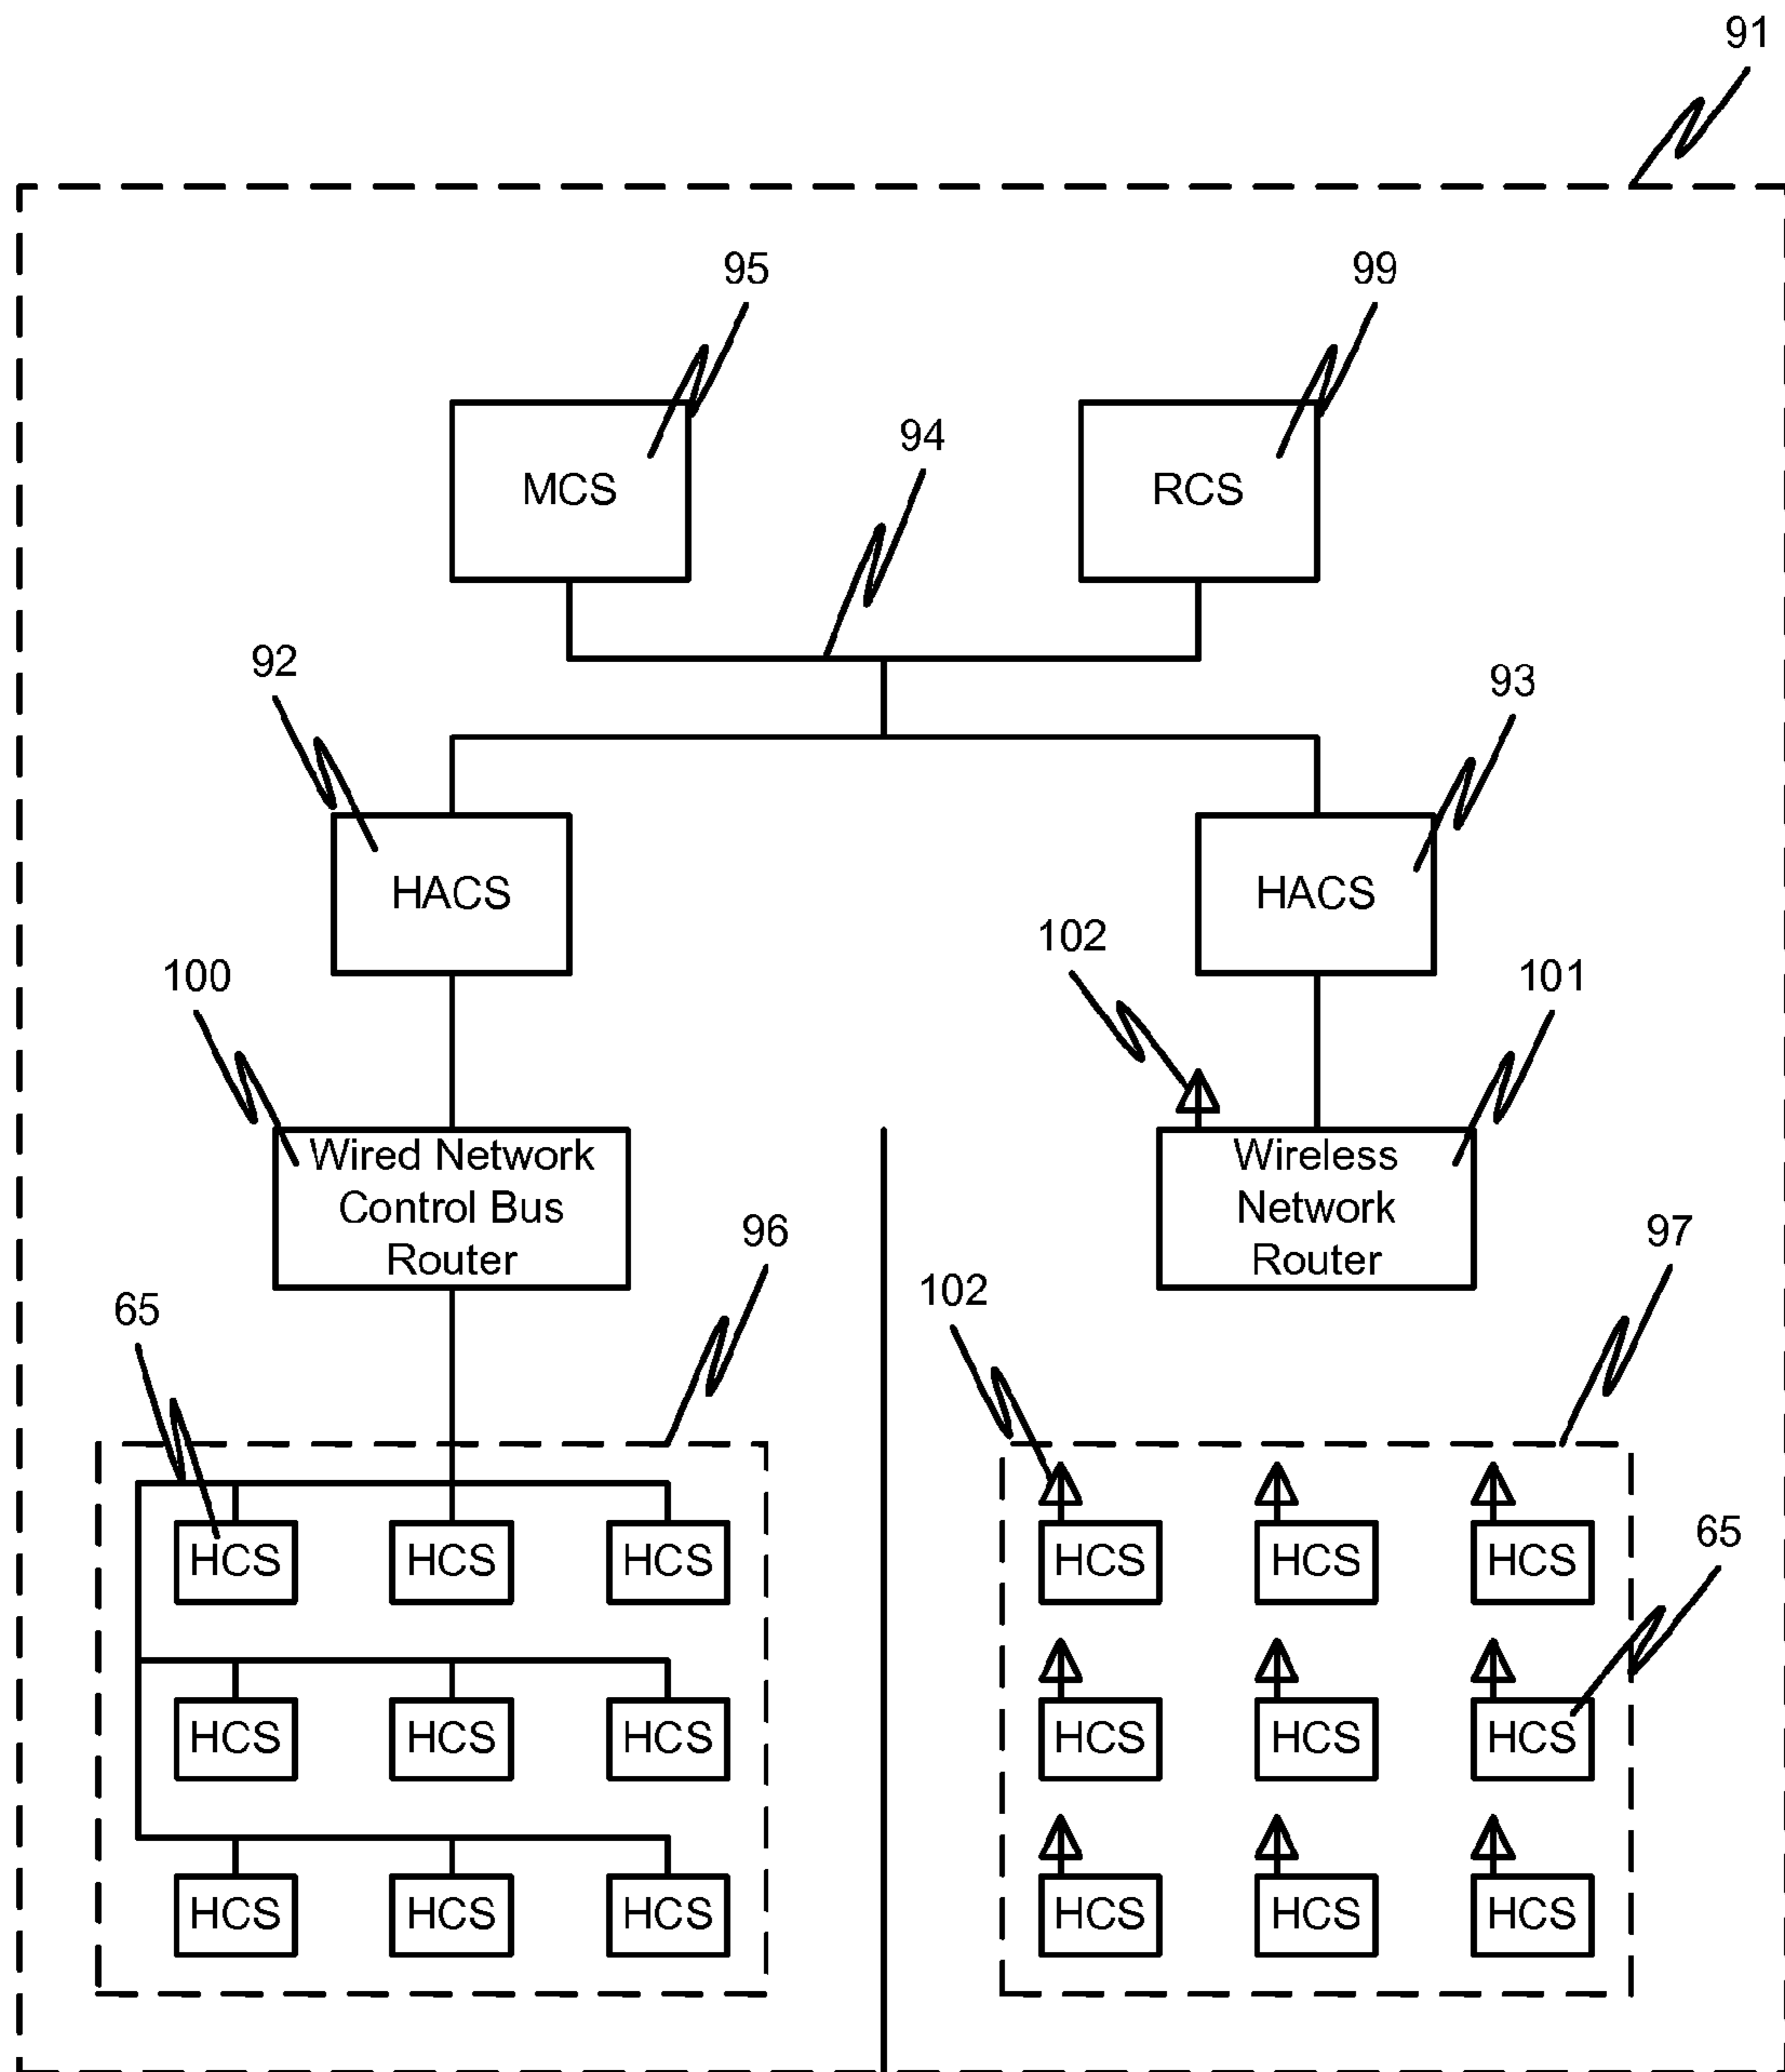 91
95
99
94
MCS
RCS
92
93
HACS
HACS
102
100
101
Wired Network
Control Bus
Router
Wireless
Network
Router
96
97
65
102
HCS
HCS
HCS
HCS
HCS
HCS
65
HCS
HCS
HCS
HCS
HCS
HCS
HCS
HCS
HCS
HCS
HCS
HCS